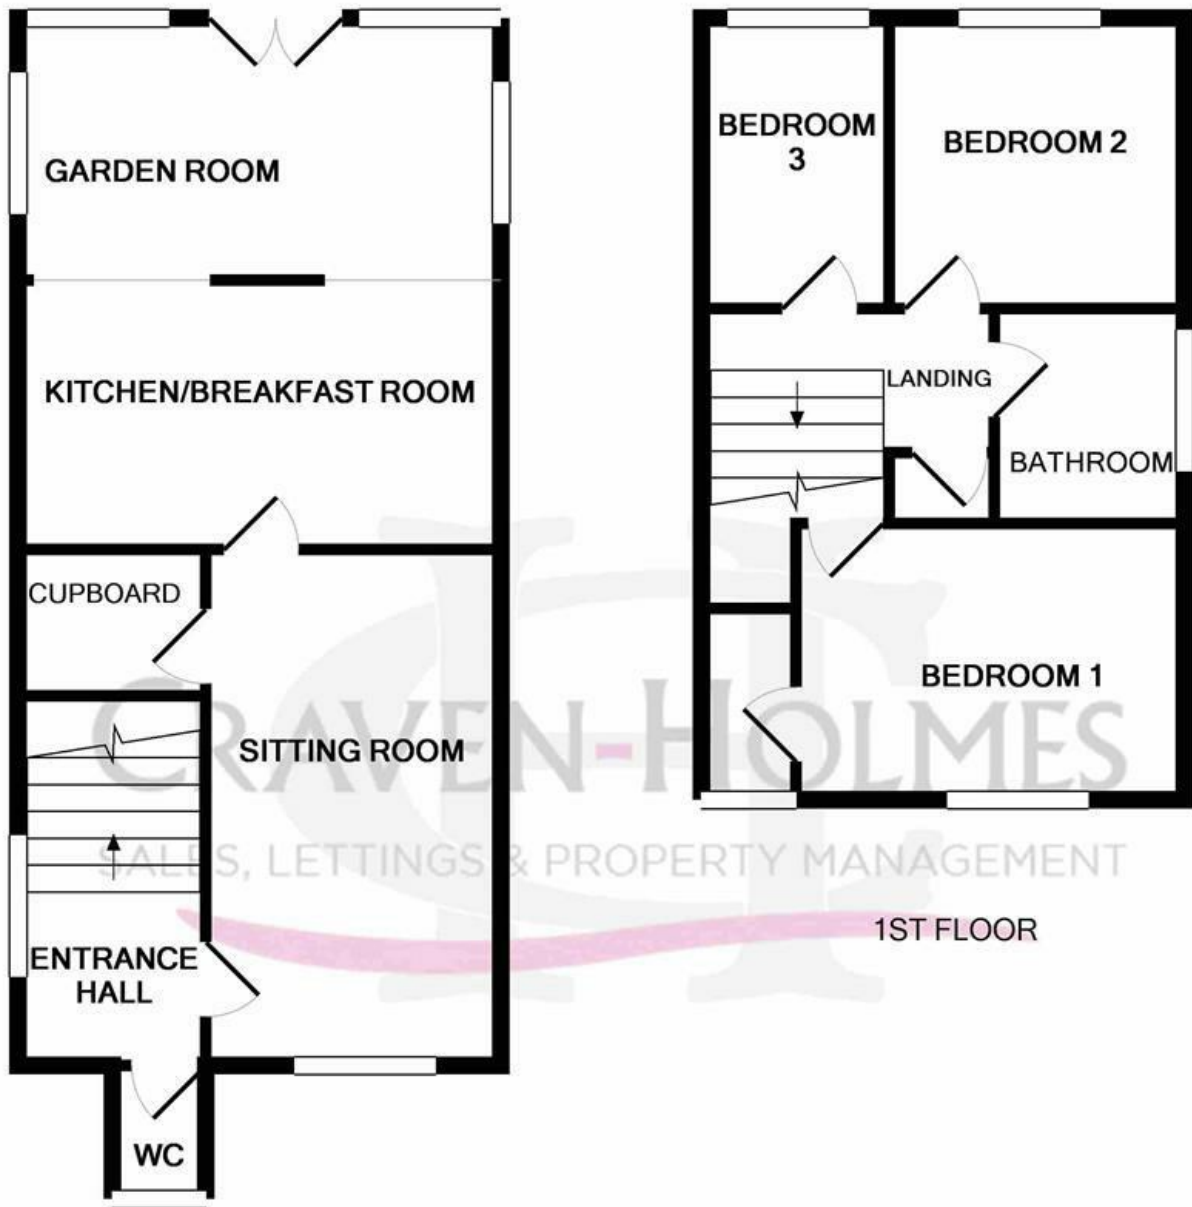 GARDEN ROOM
KITCHEN/BREAKFAST ROOM
CUPBOARD
SITTING ROOM
ENTRANCE
HALL
WC
BEDROOM
3
BEDROOM 2
LANDING
BATHROOM
BEDROOM 1
1ST FLOOR
CRAVEN-HOLMES
SALES, LETTINGS & PROPERTY MANAGEMENT